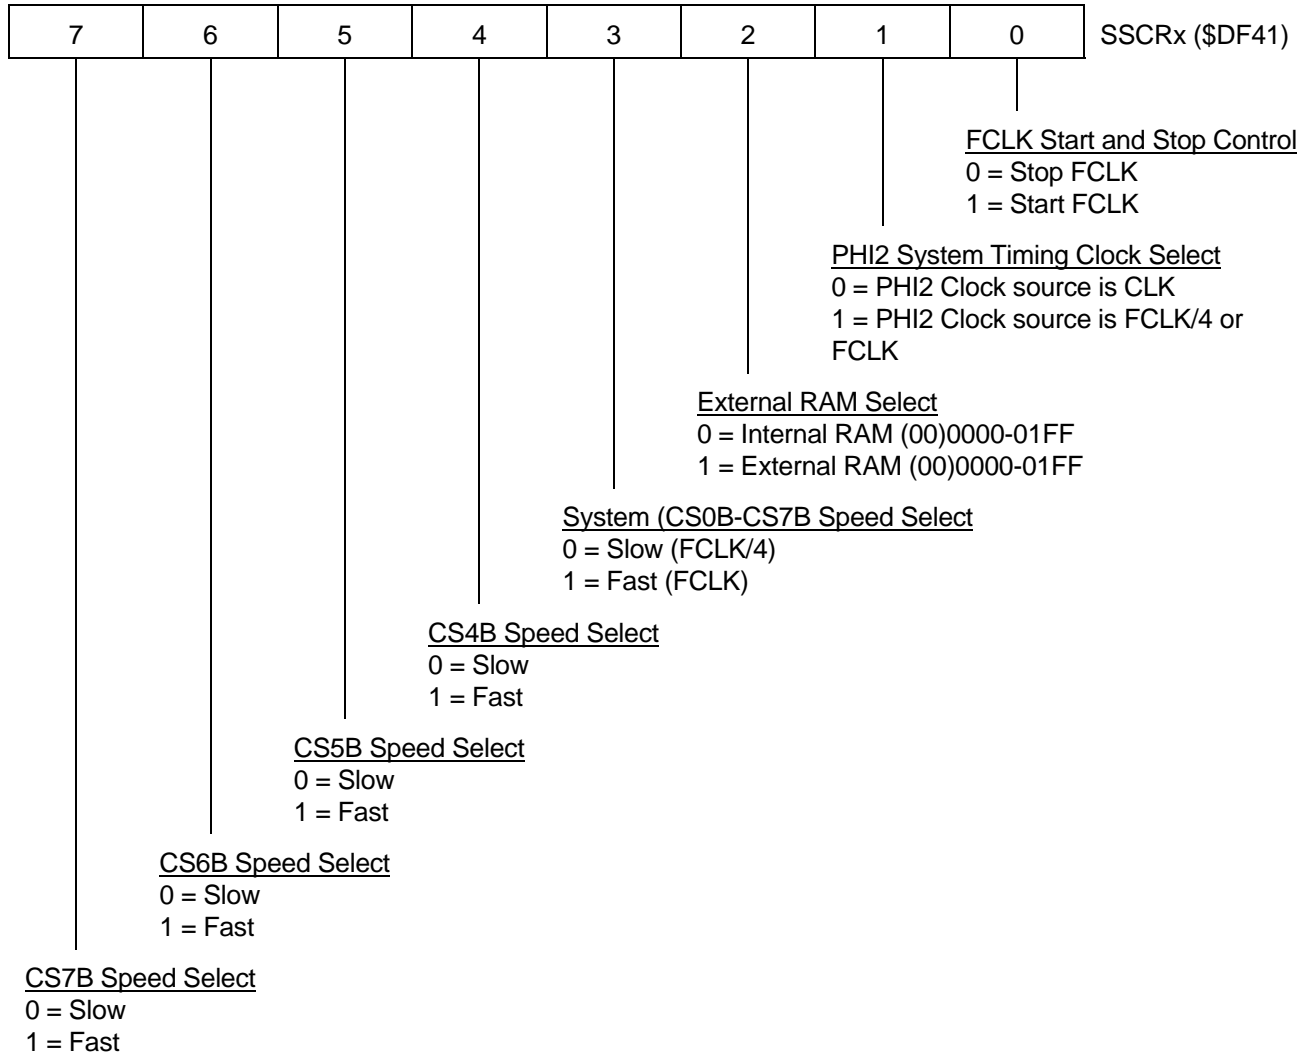 7 6 5 4 3 2 1 0 SSCRx ($DF41)
FCLK Start and Stop Control
0 = Stop FCLK
1 = Start FCLK
PHI2 System Timing Clock Select
0 = PHI2 Clock source is CLK
1 = PHI2 Clock source is FCLK/4 or
FCLK
External RAM Select
0 = Internal RAM (00)0000-01FF
1 = External RAM (00)0000-01FF
System (CS0B-CS7B Speed Select
0 = Slow (FCLK/4)
1 = Fast (FCLK)
CS4B Speed Select
0 = Slow
1 = Fast
CS5B Speed Select
0 = Slow
1 = Fast
CS6B Speed Select
0 = Slow
1 = Fast
CS7B Speed Select
0 = Slow
1 = Fast